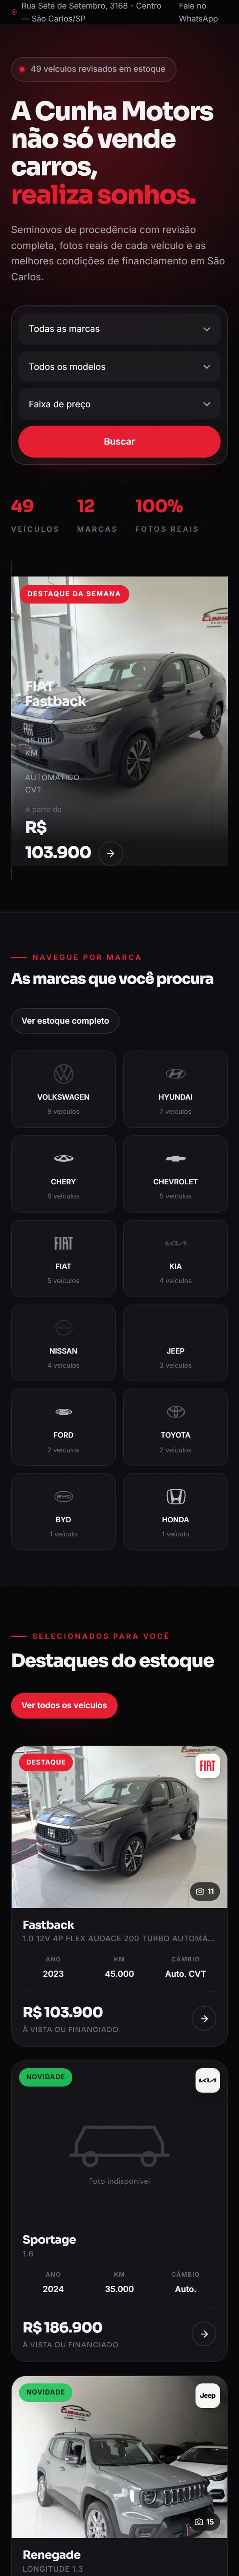 Rua Sete de Setembro, 3168 - Centro
— São Carlos/SP
Fale no
WhatsApp
49 veículos revisados em estoque
A Cunha Motors
não só vende
carros,
realiza sonhos.
Seminovos de procedência com revisão
completa, fotos reais de cada veículo e as
melhores condições de financiamento em São
Carlos.
Todas as marcas
Todos os modelos
Faixa de preço
Buscar
49
VEÍCULOS
12
MARCAS
100%
FOTOS REAIS
DESTAQUE DA SEMANA
FIAT
Fastback
45.000
KM
AUTOMÁTICO
CVT
A partir de
R$
103.900
NAVEGUE POR MARCA
As marcas que você procura
Ver estoque completo
VOLKSWAGEN
9 veículos
HYUNDAI
7 veículos
CHERY
6 veículos
CHEVROLET
5 veículos
FIAT
FIAT
5 veículos
KIA
4 veículos
NISSAN
4 veículos
JEEP
3 veículos
FORD
2 veículos
TOYOTA
2 veículos
BYD
BYD
1 veículo
HONDA
1 veículo
SELECIONADOS PARA VOCÊ
Destaques do estoque
Ver todos os veículos
DESTAQUE
FIAT
11
Fastback
1.0 12V 4P FLEX AUDACE 200 TURBO AUTOMÁ...
ANO
KM
CÂMBIO
2023
45.000
Auto. CVT
R$ 103.900
À VISTA OU FINANCIADO
NOVIDADE
KIA
Foto indisponível
Sportage
1.6
ANO
KM
CÂMBIO
2024
35.000
Auto.
R$ 186.900
À VISTA OU FINANCIADO
NOVIDADE
Jeep
15
Renegade
LONGITUDE 1.3